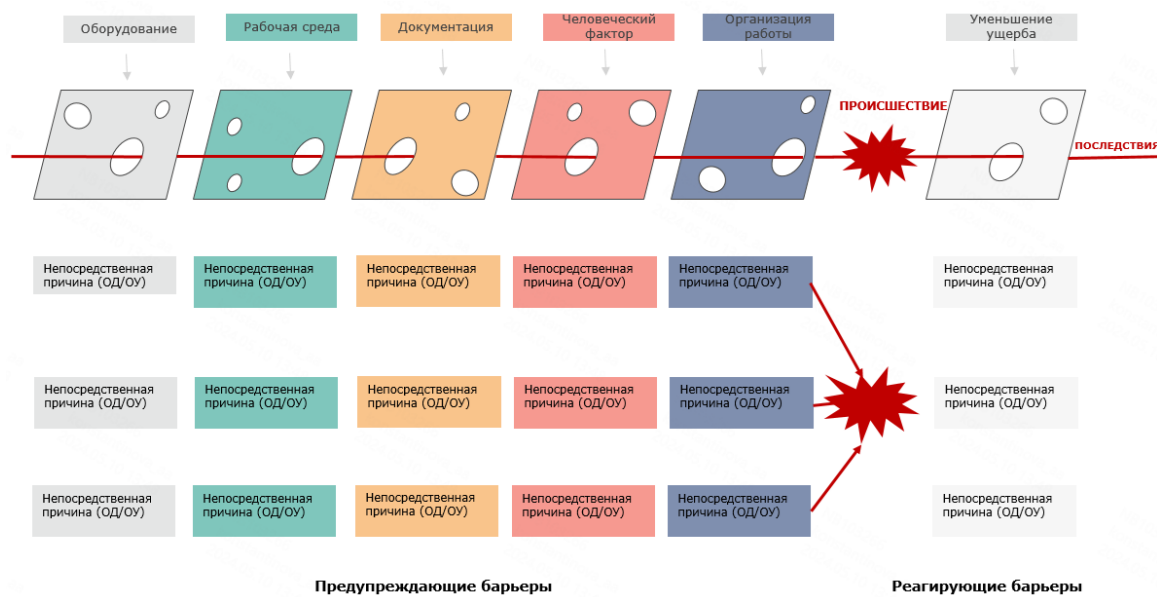 Оборудование
Рабочая среда
Документация
Человеческий
фактор
Организация
работы
Уменьшение
ущерба
ПРОИСШЕСТВИЕ
ПОСЛЕДСТВИЯ
Непосредственная
причина (ОД/ОУ)
Непосредственная
причина (ОД/ОУ)
Непосредственная
причина (ОД/ОУ)
Непосредственная
причина (ОД/ОУ)
Непосредственная
причина (ОД/ОУ)
Непосредственная
причина (ОД/ОУ)
Непосредственная
причина (ОД/ОУ)
Непосредственная
причина (ОД/ОУ)
Непосредственная
причина (ОД/ОУ)
Непосредственная
причина (ОД/ОУ)
Непосредственная
причина (ОД/ОУ)
Непосредственная
причина (ОД/ОУ)
Непосредственная
причина (ОД/ОУ)
Непосредственная
причина (ОД/ОУ)
Непосредственная
причина (ОД/ОУ)
Непосредственная
причина (ОД/ОУ)
Непосредственная
причина (ОД/ОУ)
Непосредственная
причина (ОД/ОУ)
Предупреждающие барьеры
Реагирующие барьеры